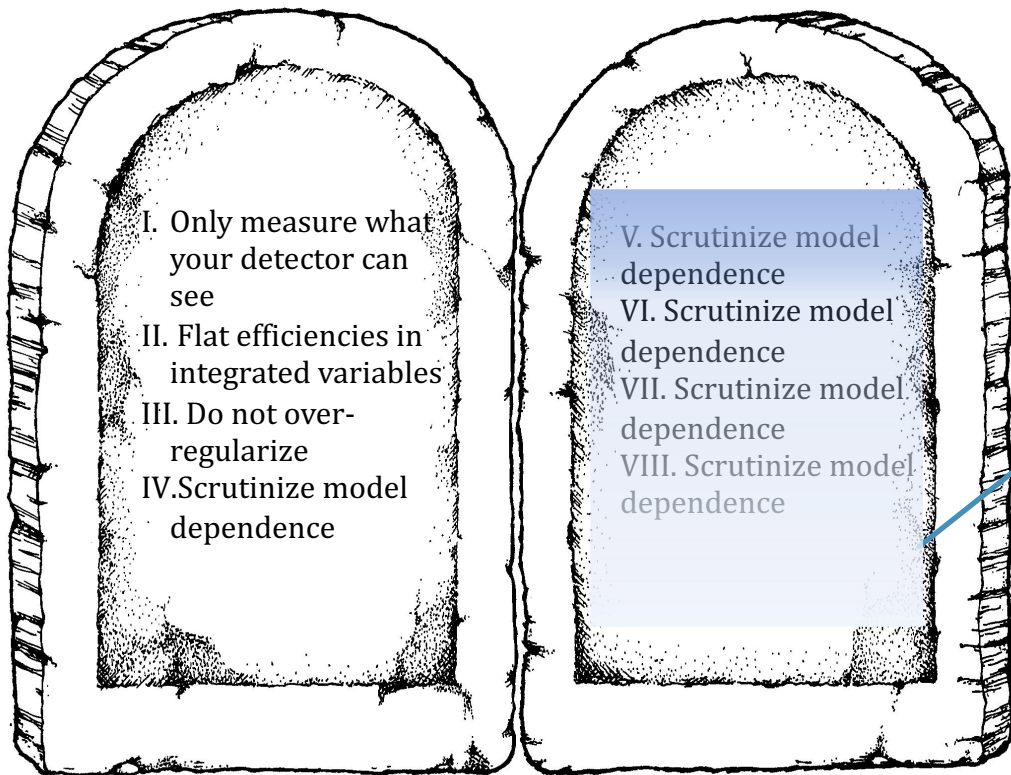 I. Only measure what
your detector can
see
II. Flat efficiencies in
integrated variables
III. Do not over-
regularize
IV.Scrutinize model
dependence
V. Scrutinize model
dependence
VI. Scrutinize model
dependence
VII. Scrutinize model
dependence
VIII. Scrutinize model
dependence